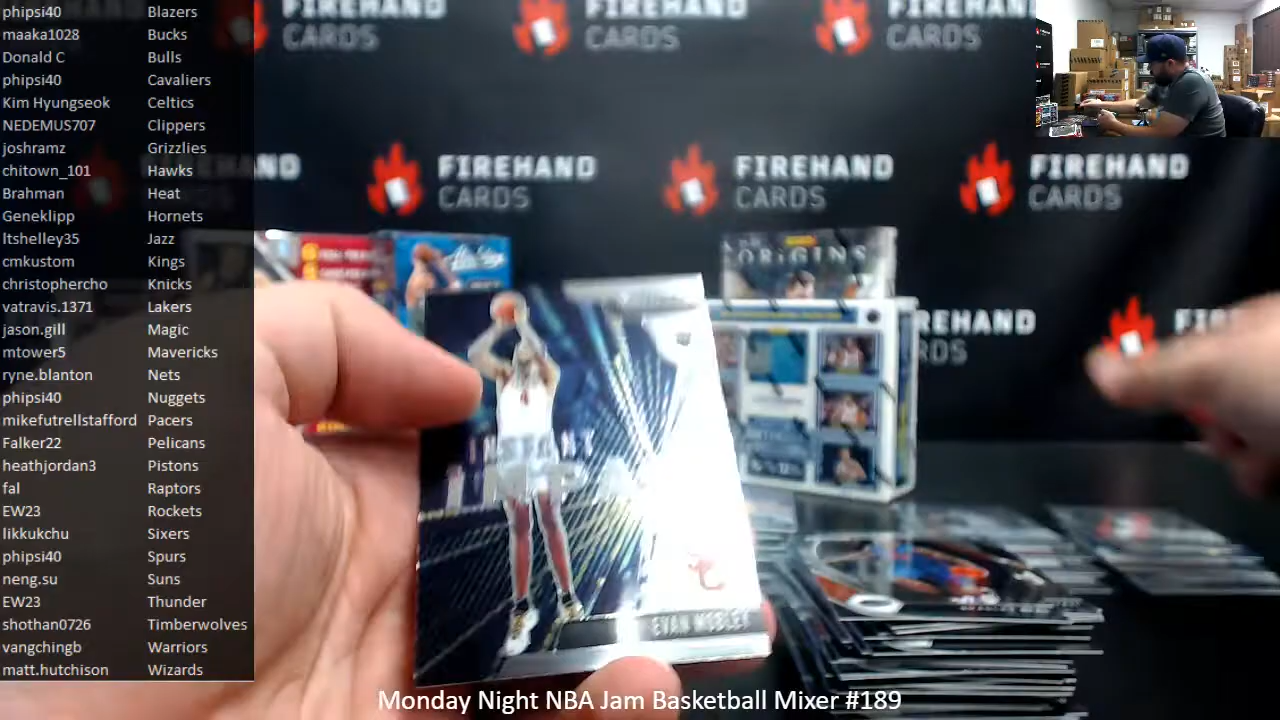 phipsi40 Blazers
maaka1028 Bucks
Donald C Bulls
phipsi40 Cavaliers
Kim Hyungseok Celtics
NEDEMUS707 Clippers
joshramz Grizzlies
chitown_101 Hawks
Brahman Heat
Geneklipp Hornets
ltshelley35 Jazz
cmkustom Kings
christophercho Knicks
vatravis.1371 Lakers
jason.gill Magic
mtower5 Mavericks
ryne.blanton Nets
phipsi40 Nuggets
mikefutrellstafford Pacers
Falker22 Pelicans
heathjordan3 Pistons
fal Raptors
EW23 Rockets
likkukchu Sixers
phipsi40 Spurs
neng.su Suns
EW23 Thunder
shothan0726 Timberwolves
vangchingb Warriors
matt.hutchison Wizards
FIREHAND
CARDS
FIREHAND
CARDS
FIREHAND
CARDS
FIREHAND
CARDS
FIREHAND
CARDS
FIREHAND
CARDS
ORIGINS
INSTANT
EVAN MOBLEY
Monday Night NBA Jam Basketball Mixer #189